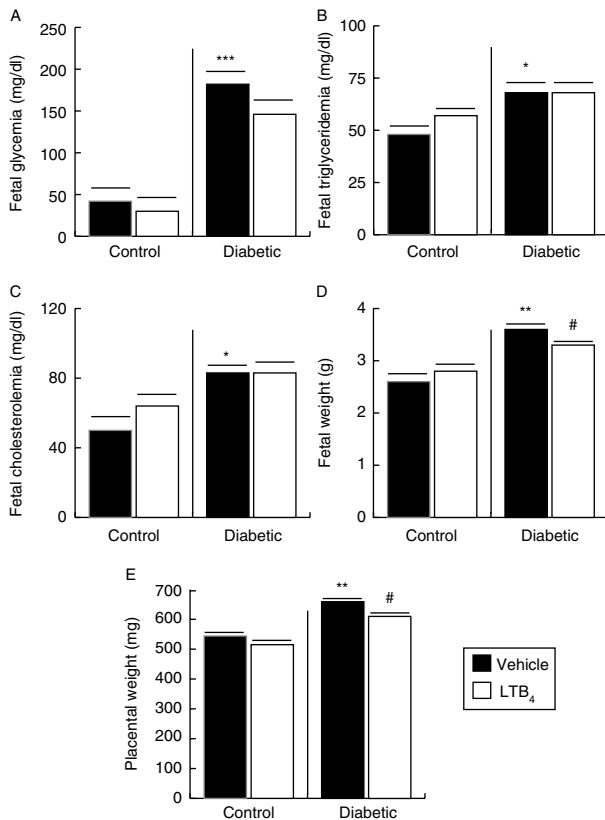 A
Fetal glycemia (mg/dl)
250
200
150
100
50
0
***
Control
Diabetic
B
Fetal triglyceridemia (mg/dl)
100
75
50
25
0
*
Control
Diabetic
C
Fetal cholesterolemia (mg/dl)
120
80
40
0
*
Control
Diabetic
D
Fetal weight (g)
4
3
2
1
0
**
#
Control
Diabetic
E
Placental weight (mg)
700
600
500
400
300
200
100
0
**
#
Control
Diabetic
Vehicle
LTB₄